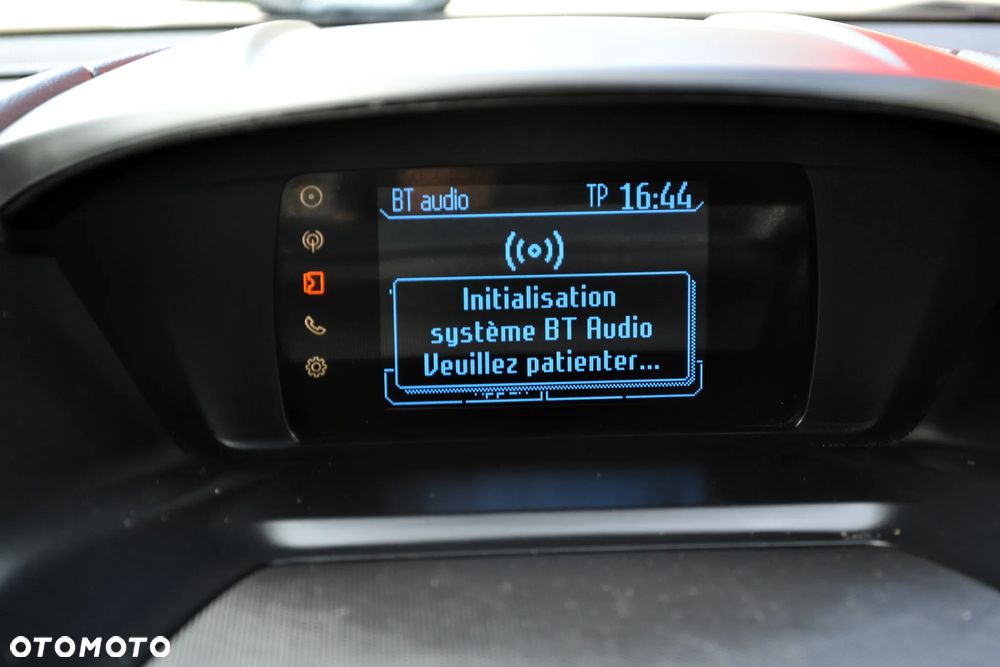 BT audio
TP 16:44
Initialisation
système BT Audio
Veuillez patienter...
OTOMOTO